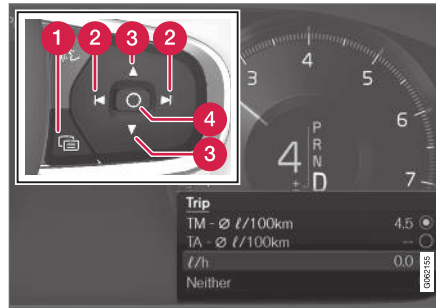 1
2
3
2
4
3
3
4
5
6
7
4
P
R
N
± D
Trip
TM - Ø ℓ/100km 4.5
TA - Ø ℓ/100km --
ℓ/h 0.0
Neither
G062155